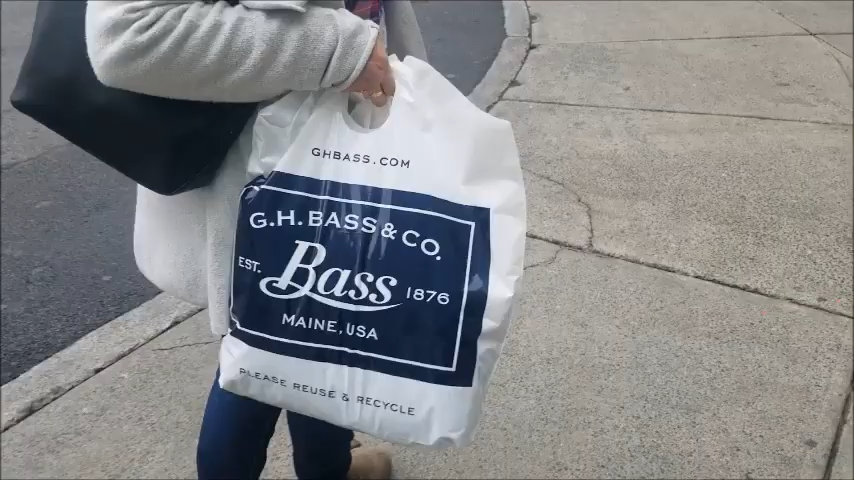 GHBASS.COM
G.H. BASS & CO.
EST. Bass 1876
MAINE, USA
PLEASE REUSE & RECYCLE